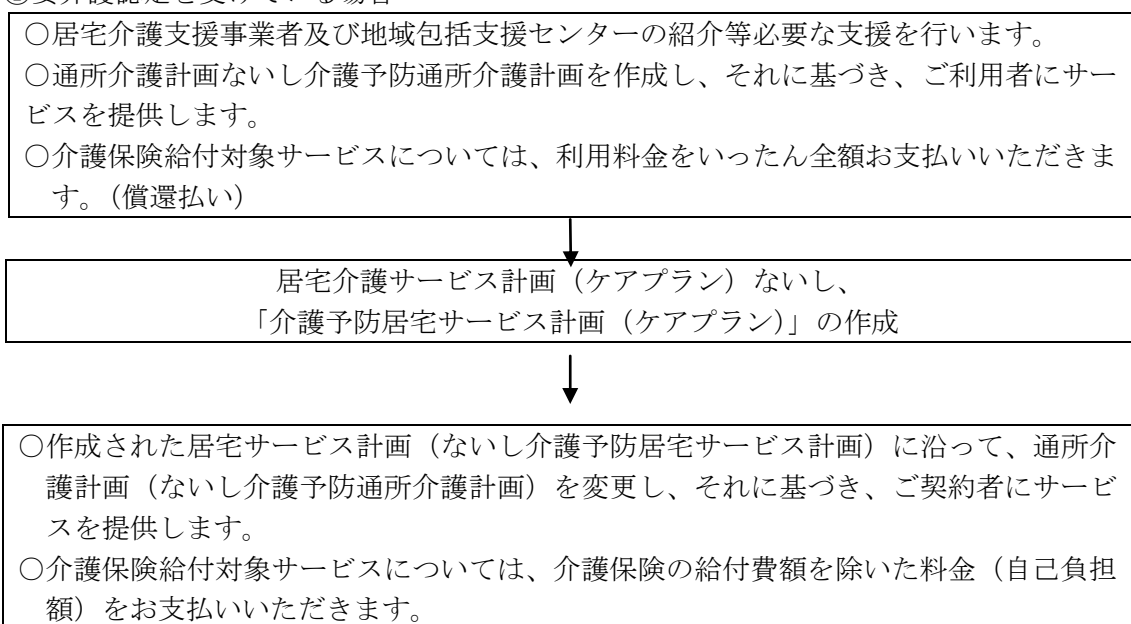 要介護認定を受けている場合
○居宅介護支援事業者及び地域包括支援センターの紹介等必要な支援を行います。
○通所介護計画ないし介護予防通所介護計画を作成し、それに基づき、ご利用者にサー
ビスを提供します。
○介護保険給付対象サービスについては、利用料金をいったん全額お支払いいただきま
す。（償還払い）
居宅介護サービス計画（ケアプラン）ないし、
「介護予防居宅サービス計画（ケアプラン）」の作成
○作成された居宅サービス計画（ないし介護予防居宅サービス計画）に沿って、通所介
護計画（ないし介護予防通所介護計画）を変更し、それに基づき、ご契約者にサービ
スを提供します。
○介護保険給付対象サービスについては、介護保険の給付費額を除いた料金（自己負担
額）をお支払いいただきます。